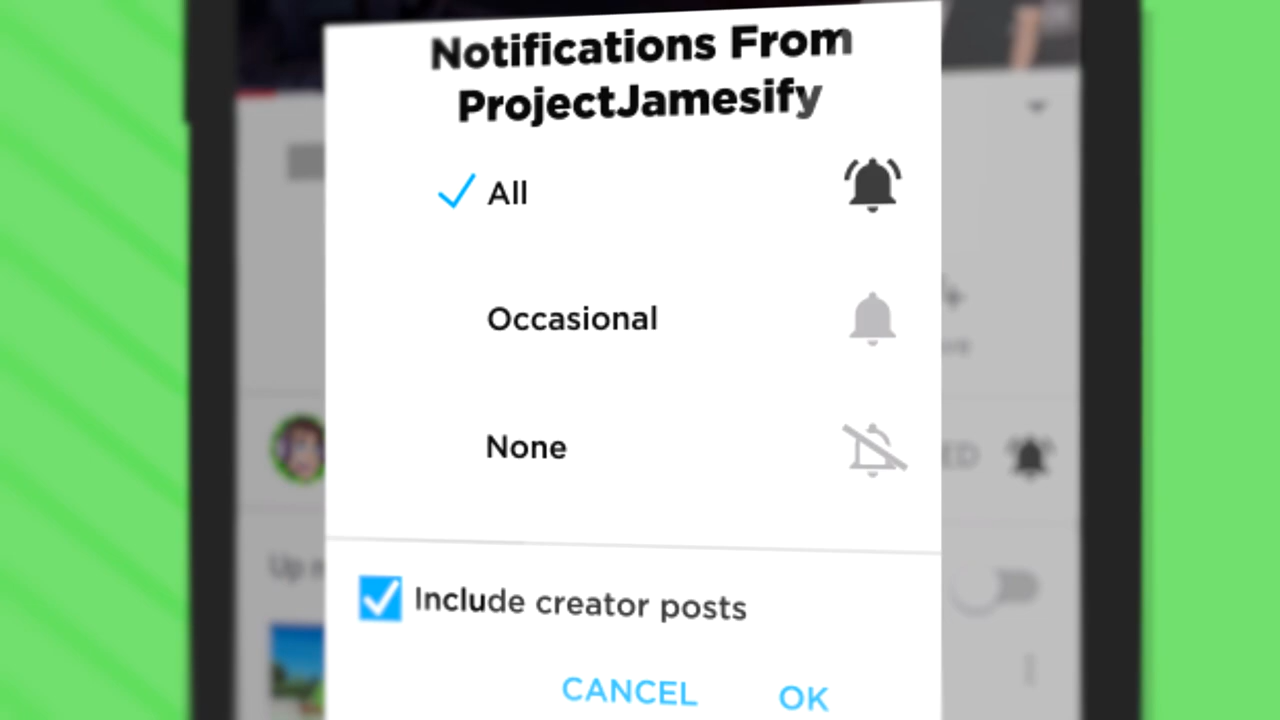 Notifications From
ProjectJamesify
All
Occasional
None
Include creator posts
CANCEL
OK